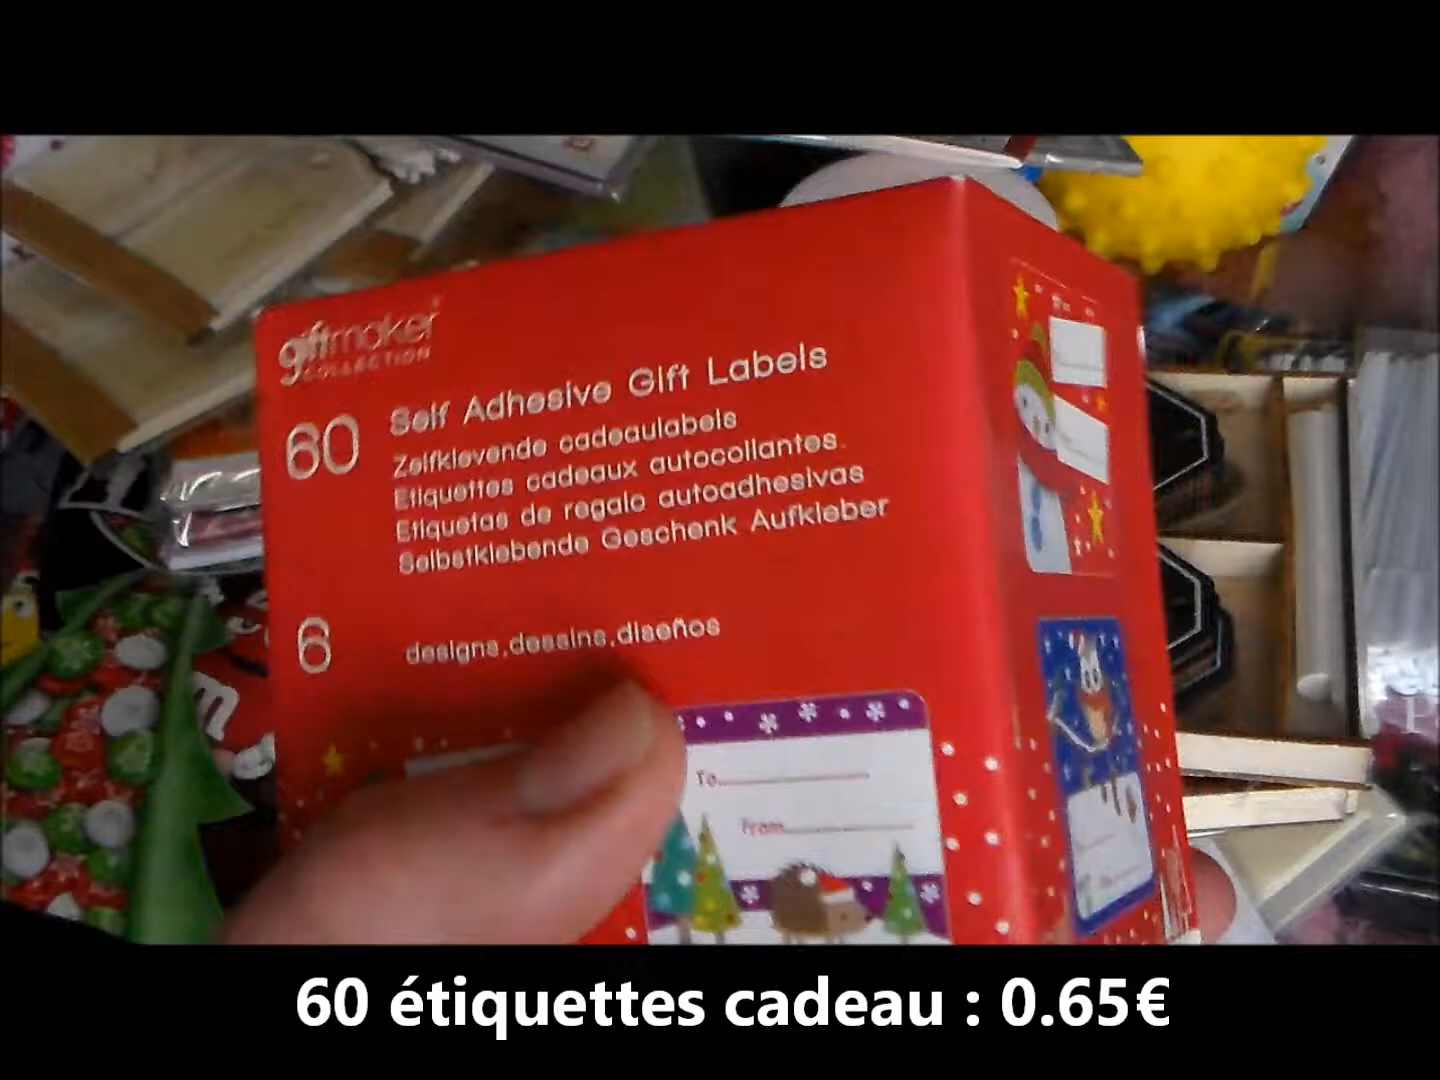 giftmaker
COLLECTION
60 Self Adhesive Gift Labels
Zelfklevende cadeaulabels
Etiquettes cadeaux autocollantes
Etiquetas de regalo autoadhesivas
Selbstklebende Geschenk Aufkleber
6 designs, dessins, diseños
To
From
m
60 étiquettes cadeau : 0.65€